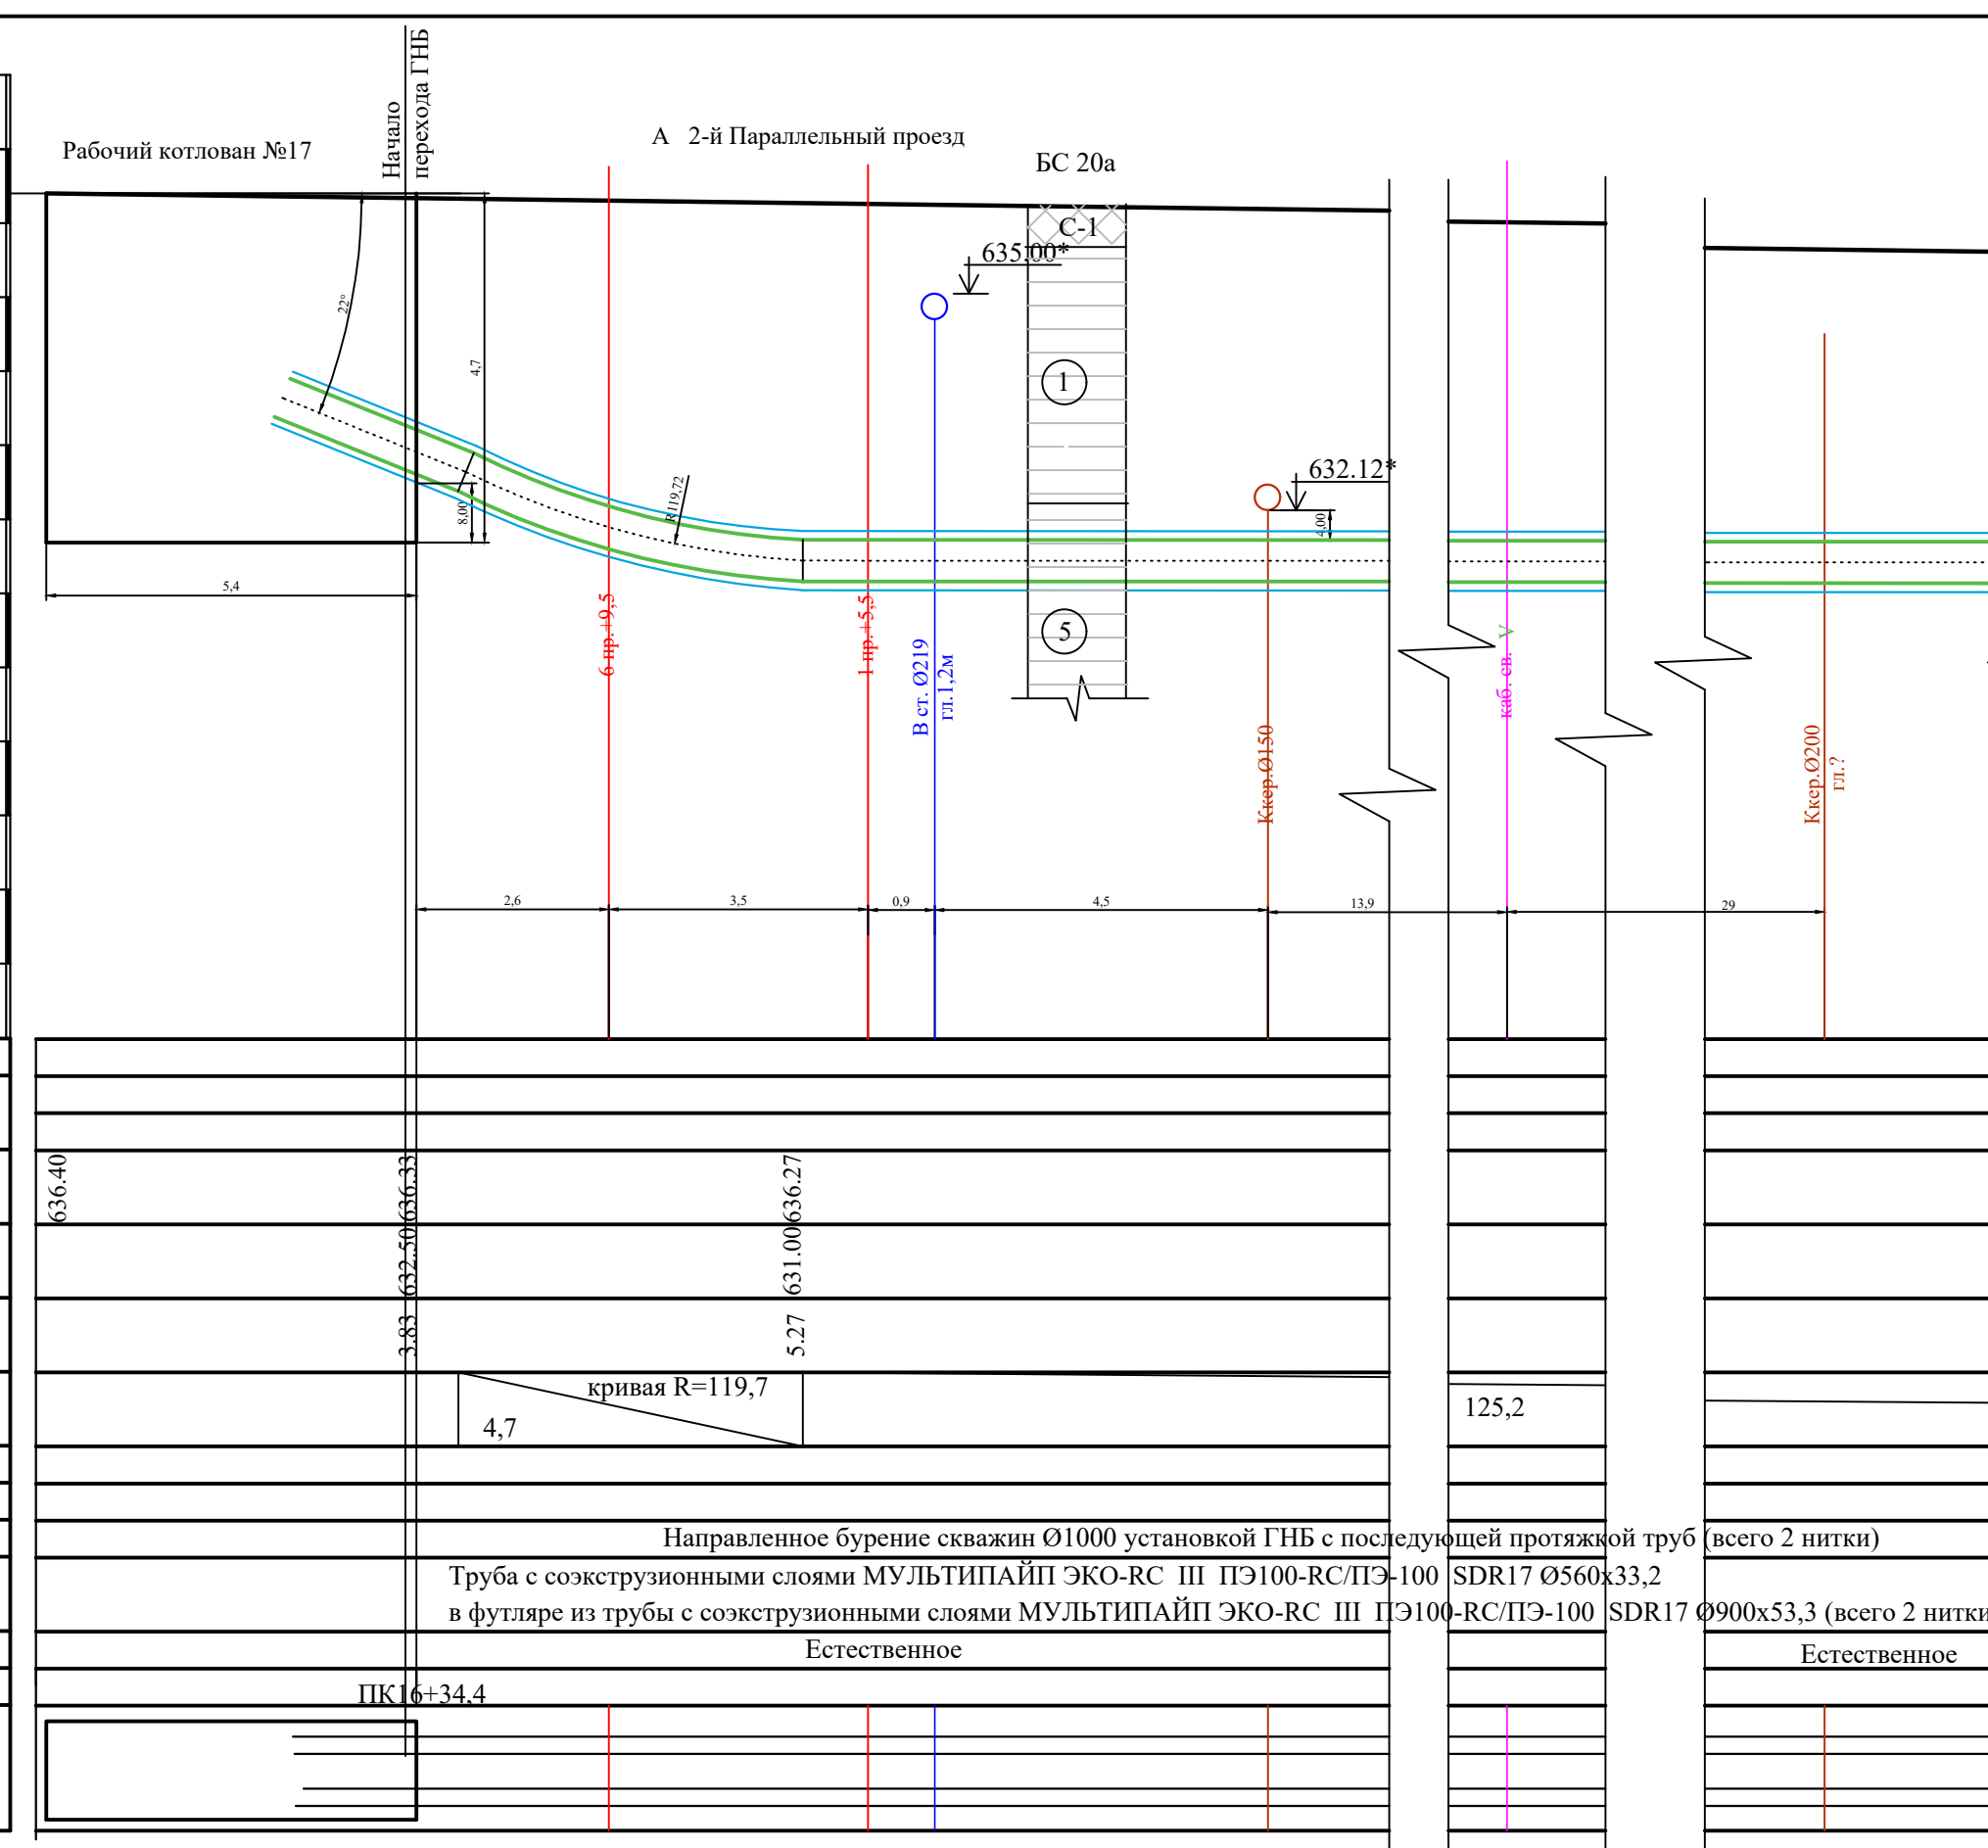 Начало
перехода ГНБ
А 2-й Параллельный проезд
Рабочий котлован №17
БС 20а
С-1
635.00*
22°
4,7
1
632.12*
R119,72
8,00
4,00
5,4
6 пр.+9,5
1 пр.+5,5
В ст. Ø219
гл.1,2м
5
каб. св. V
Ккер.Ø150
Ккер.Ø200
гл.?
2,6
3,5
0,9
4,5
13,9
29
636.40
636.33
636.27
632.50
631.00
3.83
5.27
кривая R=119,7
4,7
125,2
Направленное бурение скважин Ø1000 установкой ГНБ с последующей протяжкой труб (всего 2 нитки)
Труба с соэкструзионными слоями МУЛЬТИПАЙП ЭКО-RC III ПЭ100-RC/ПЭ-100 SDR17 Ø560х33,2
в футляре из трубы с соэкструзионными слоями МУЛЬТИПАЙП ЭКО-RC III ПЭ100-RC/ПЭ-100 SDR17 Ø900х53,3 (всего 2 нитки
Естественное
Естественное
ПК16+34,4